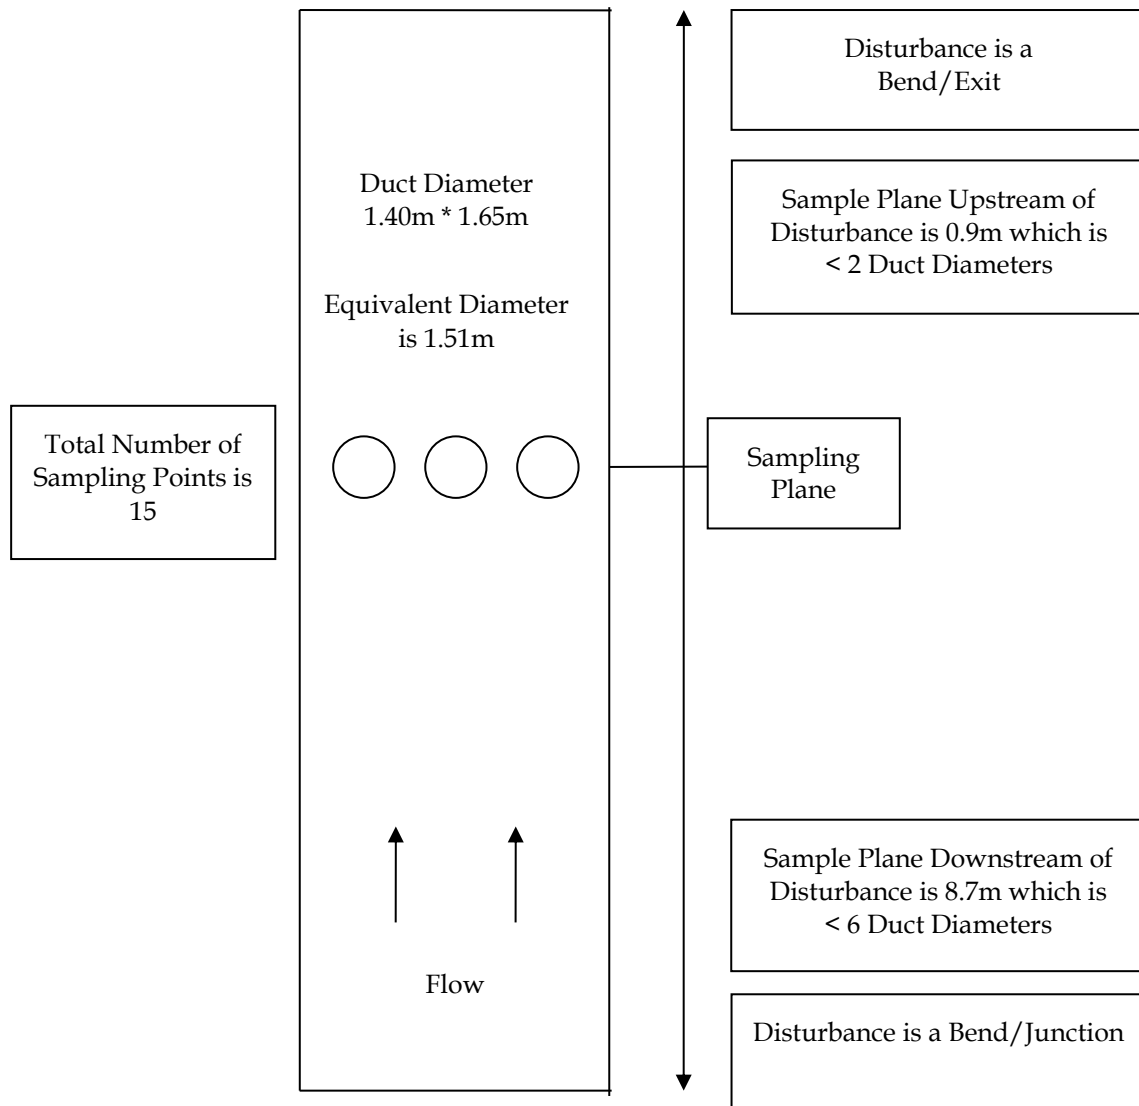 Disturbance is a
Bend/Exit
Duct Diameter
1.40m * 1.65m
Sample Plane Upstream of
Disturbance is 0.9m which is
< 2 Duct Diameters
Equivalent Diameter
is 1.51m
Total Number of
Sampling Points is
15
Sampling
Plane
Sample Plane Downstream of
Disturbance is 8.7m which is
< 6 Duct Diameters
Flow
Disturbance is a Bend/Junction